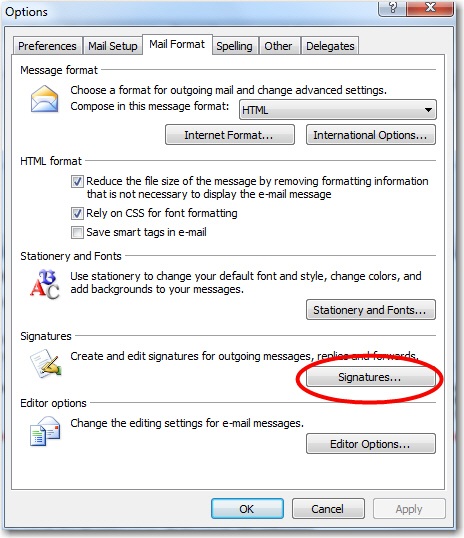 Options
?
Preferences Mail Setup Mail Format Spelling Other Delegates
Message format
Choose a format for outgoing mail and change advanced settings.
Compose in this message format: HTML
Internet Format... International Options...
HTML format
Reduce the file size of the message by removing formatting information
that is not necessary to display the e-mail message
Rely on CSS for font formatting
Save smart tags in e-mail
Stationery and Fonts
ABC
Use stationery to change your default font and style, change colors, and
add backgrounds to your messages.
Stationery and Fonts...
Signatures
Create and edit signatures for outgoing messages, replies and forwards.
Signatures...
Editor options
Change the editing settings for e-mail messages.
Editor Options...
OK Cancel Apply